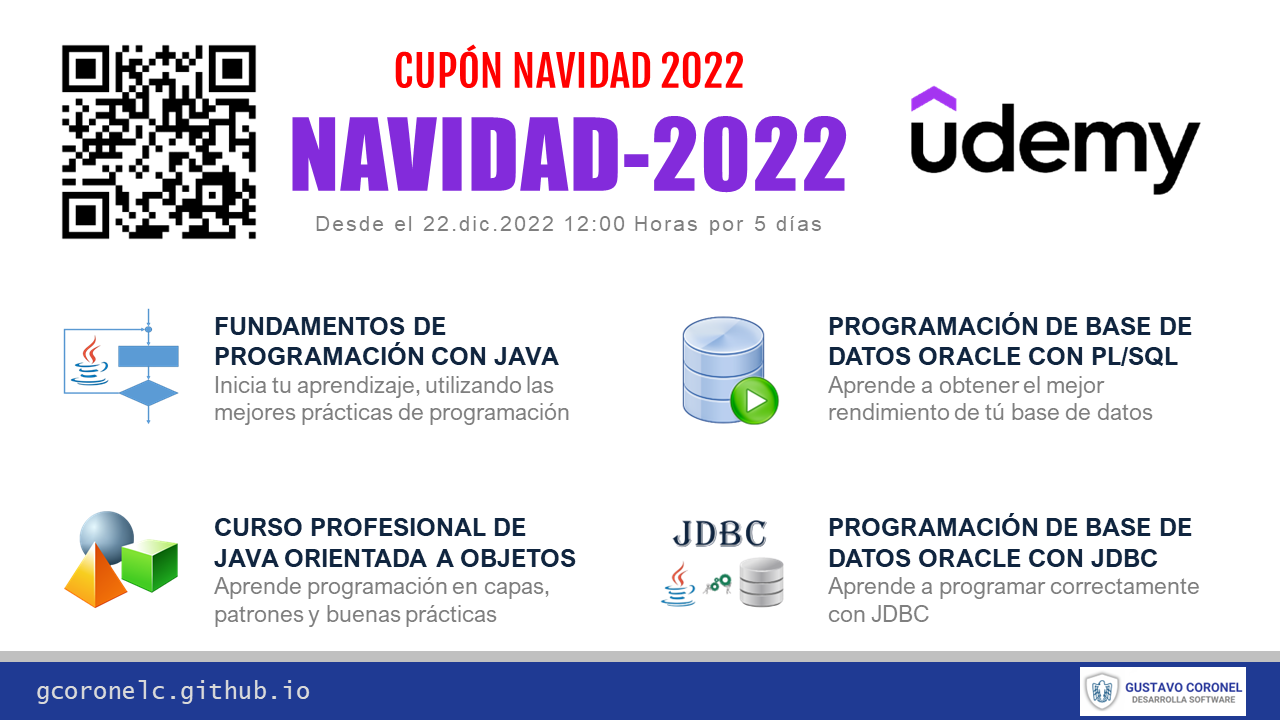 CUPÓN NAVIDAD 2022
NAVIDAD-2022
Desde el 22.dic.2022 12:00 Horas por 5 días
udemy
FUNDAMENTOS DE
PROGRAMACIÓN CON JAVA
Inicia tu aprendizaje, utilizando las
mejores prácticas de programación
PROGRAMACIÓN DE BASE DE
DATOS ORACLE CON PL/SQL
Aprende a obtener el mejor
rendimiento de tú base de datos
CURSO PROFESIONAL DE
JAVA ORIENTADA A OBJETOS
Aprende programación en capas,
patrones y buenas prácticas
JDBC
PROGRAMACIÓN DE BASE DE
DATOS ORACLE CON JDBC
Aprende a programar correctamente
con JDBC
gcoronelc.github.io
GUSTAVO CORONEL
DESARROLLA SOFTWARE